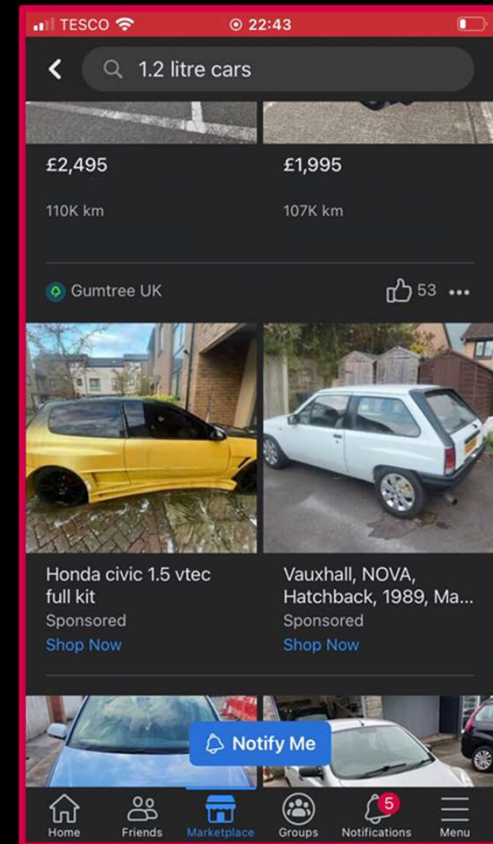 TESCO 22:43
1.2 litre cars
£2,495 £1,995
110K km 107K km
Gumtree UK 53
Honda civic 1.5 vtec
full kit
Sponsored
Shop Now
Vauxhall, NOVA,
Hatchback, 1989, Ma...
Sponsored
Shop Now
Notify Me
5
Home Friends Marketplace Groups Notifications Menu